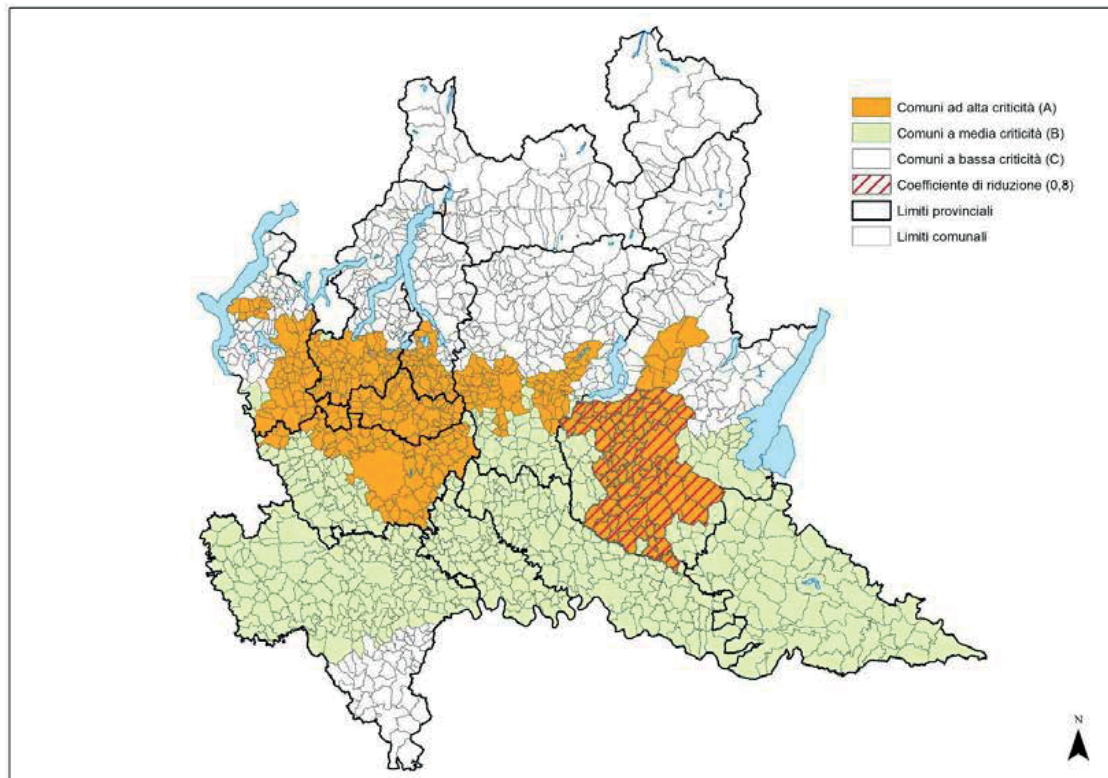 Comuni ad alta criticità (A)
Comuni a media criticità (B)
Comuni a bassa criticità (C)
Coefficiente di riduzione (0,8)
Limiti provinciali
Limiti comunali
N